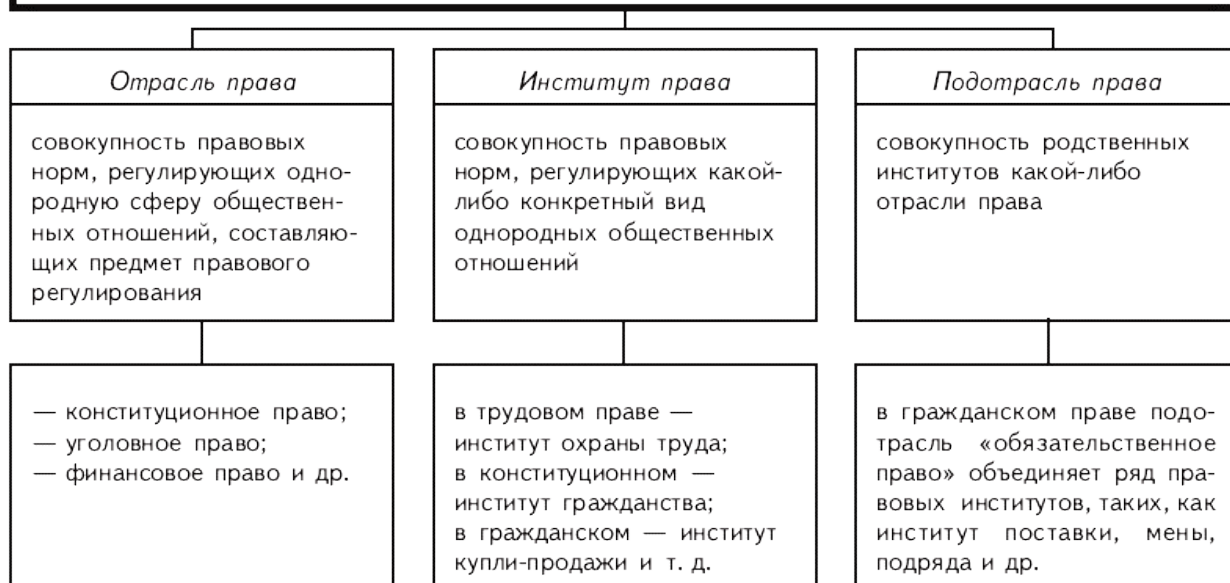 Отрасль права
совокупность правовых
норм, регулирующих одно-
родную сферу обществен-
ных отношений, составляю-
щих предмет правового
регулирования
— конституционное право;
— уголовное право;
— финансовое право и др.
Институт права
совокупность правовых
норм, регулирующих какой-
либо конкретный вид
однородных общественных
отношений
в трудовом праве —
институт охраны труда;
в конституционном —
институт гражданства;
в гражданском — институт
купли-продажи и т. д.
Подотрасль права
совокупность родственных
институтов какой-либо
отрасли права
в гражданском праве подо-
трасль «обязательственное
право» объединяет ряд пра-
вовых институтов, таких, как
институт поставки, мены,
подряда и др.